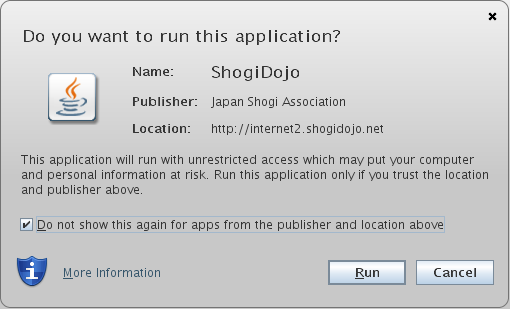 Do you want to run this application?
Name: ShogiDojo
Publisher: Japan Shogi Association
Location: http://internet2.shogidojo.net
This application will run with unrestricted access which may put your computer
and personal information at risk. Run this application only if you trust the location
and publisher above.
Do not show this again for apps from the publisher and location above
More Information
Run
Cancel